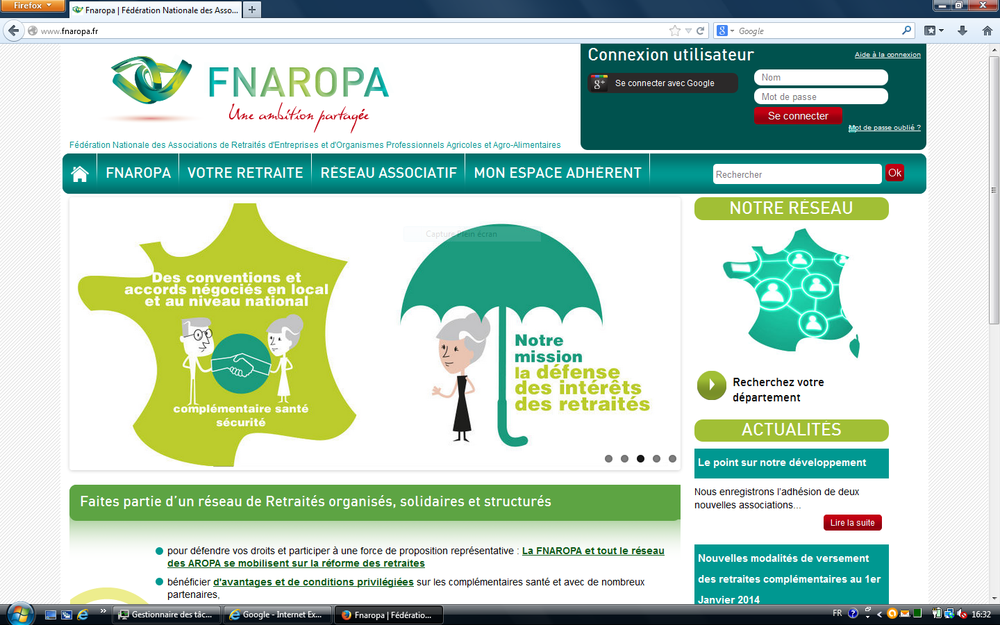 Firefox
Fnaropa | Fédération Nationale des Asso...
www.fnaropa.fr
Google
FNAROPA
Une ambition partagée
Fédération Nationale des Associations de Retraités d'Entreprises et d'Organismes Professionnels Agricoles et Agro-Alimentaires
Connexion utilisateur
Aide à la connexion
Se connecter avec Google
Nom
Mot de passe
Se connecter
Mot de passe oublié ?
FNAROPA
VOTRE RETRAITE
RÉSEAU ASSOCIATIF
MON ESPACE ADHÉRENT
Rechercher
Ok
Des conventions et
accords négociés en local
et au niveau national
complémentaire santé
sécurité
Capture Plein écran
Notre
mission
la défense
des intérêts
des retraités
NOTRE RÉSEAU
Recherchez votre
département
ACTUALITÉS
Le point sur notre développement
Nous enregistrons l'adhésion de deux
nouvelles associations...
Lire la suite
Nouvelles modalités de versement
des retraites complémentaires au 1er
Janvier 2014
Faites partie d'un réseau de Retraités organisés, solidaires et structurés
pour défendre vos droits et participer à une force de proposition représentative : La FNAROPA et tout le réseau
des AROPA se mobilisent sur la réforme des retraites
bénéficier d'avantages et de conditions privilégiées sur les complémentaires santé et avec de nombreux
partenaires,
Gestionnaire des tâc...
Google - Internet Ex...
Fnaropa | Fédératio...
FR
16:32